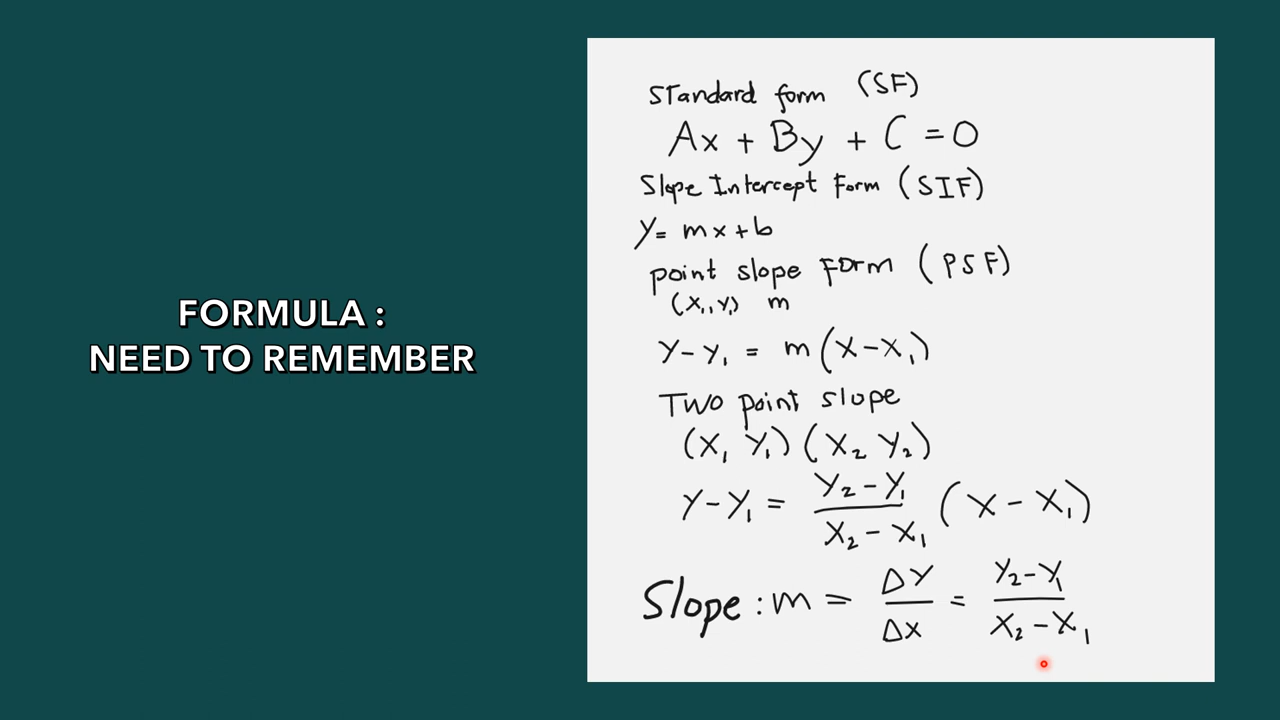 FORMULA :
NEED TO REMEMBER
Standard form (SF)
Ax + By + C = 0
Slope Intercept Form (SIF)
y = mx + b
point slope form (PSF)
(x₁, y₁) m
y - y₁ = m(x - x₁)
Two point slope
(x₁ y₁) (x₂ y₂)
y - y₁ = y₂ - y₁ / x₂ - x₁ (x - x₁)
Slope : m = Δy / Δx = y₂ - y₁ / x₂ - x₁